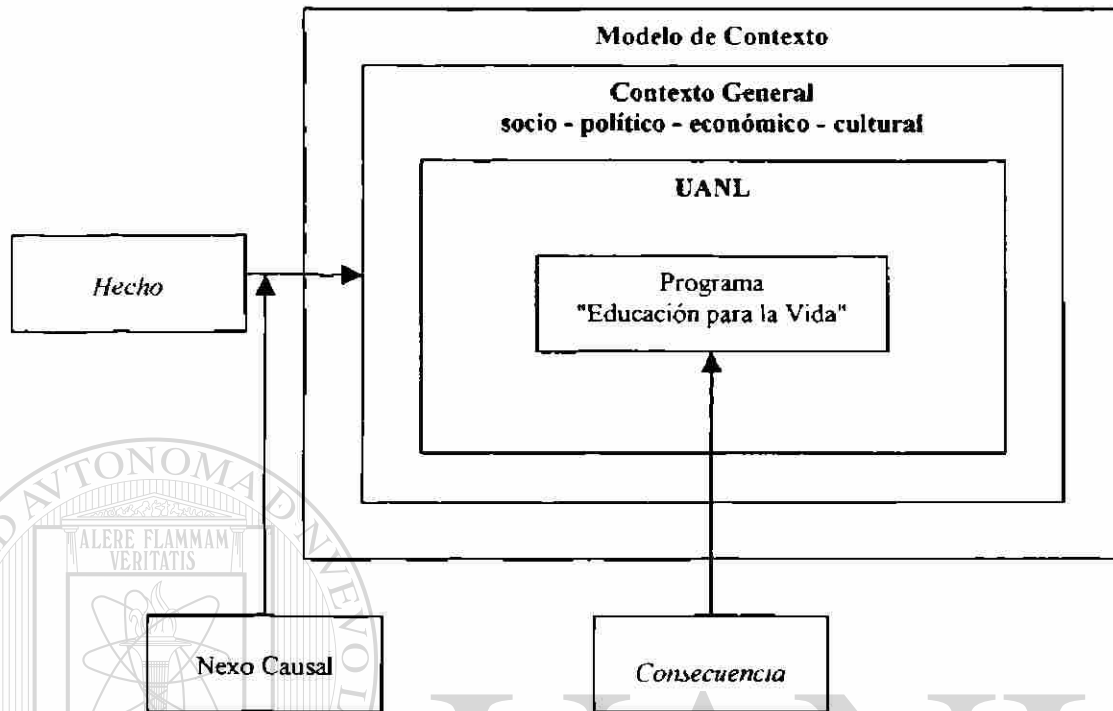 Modelo de Contexto
Contexto General
socio - político - económico - cultural
UANL
Hecho
Programa
"Educación para la Vida"
Nexo Causal
Consecuencia
ALERE FLAMMAM
VERITATIS